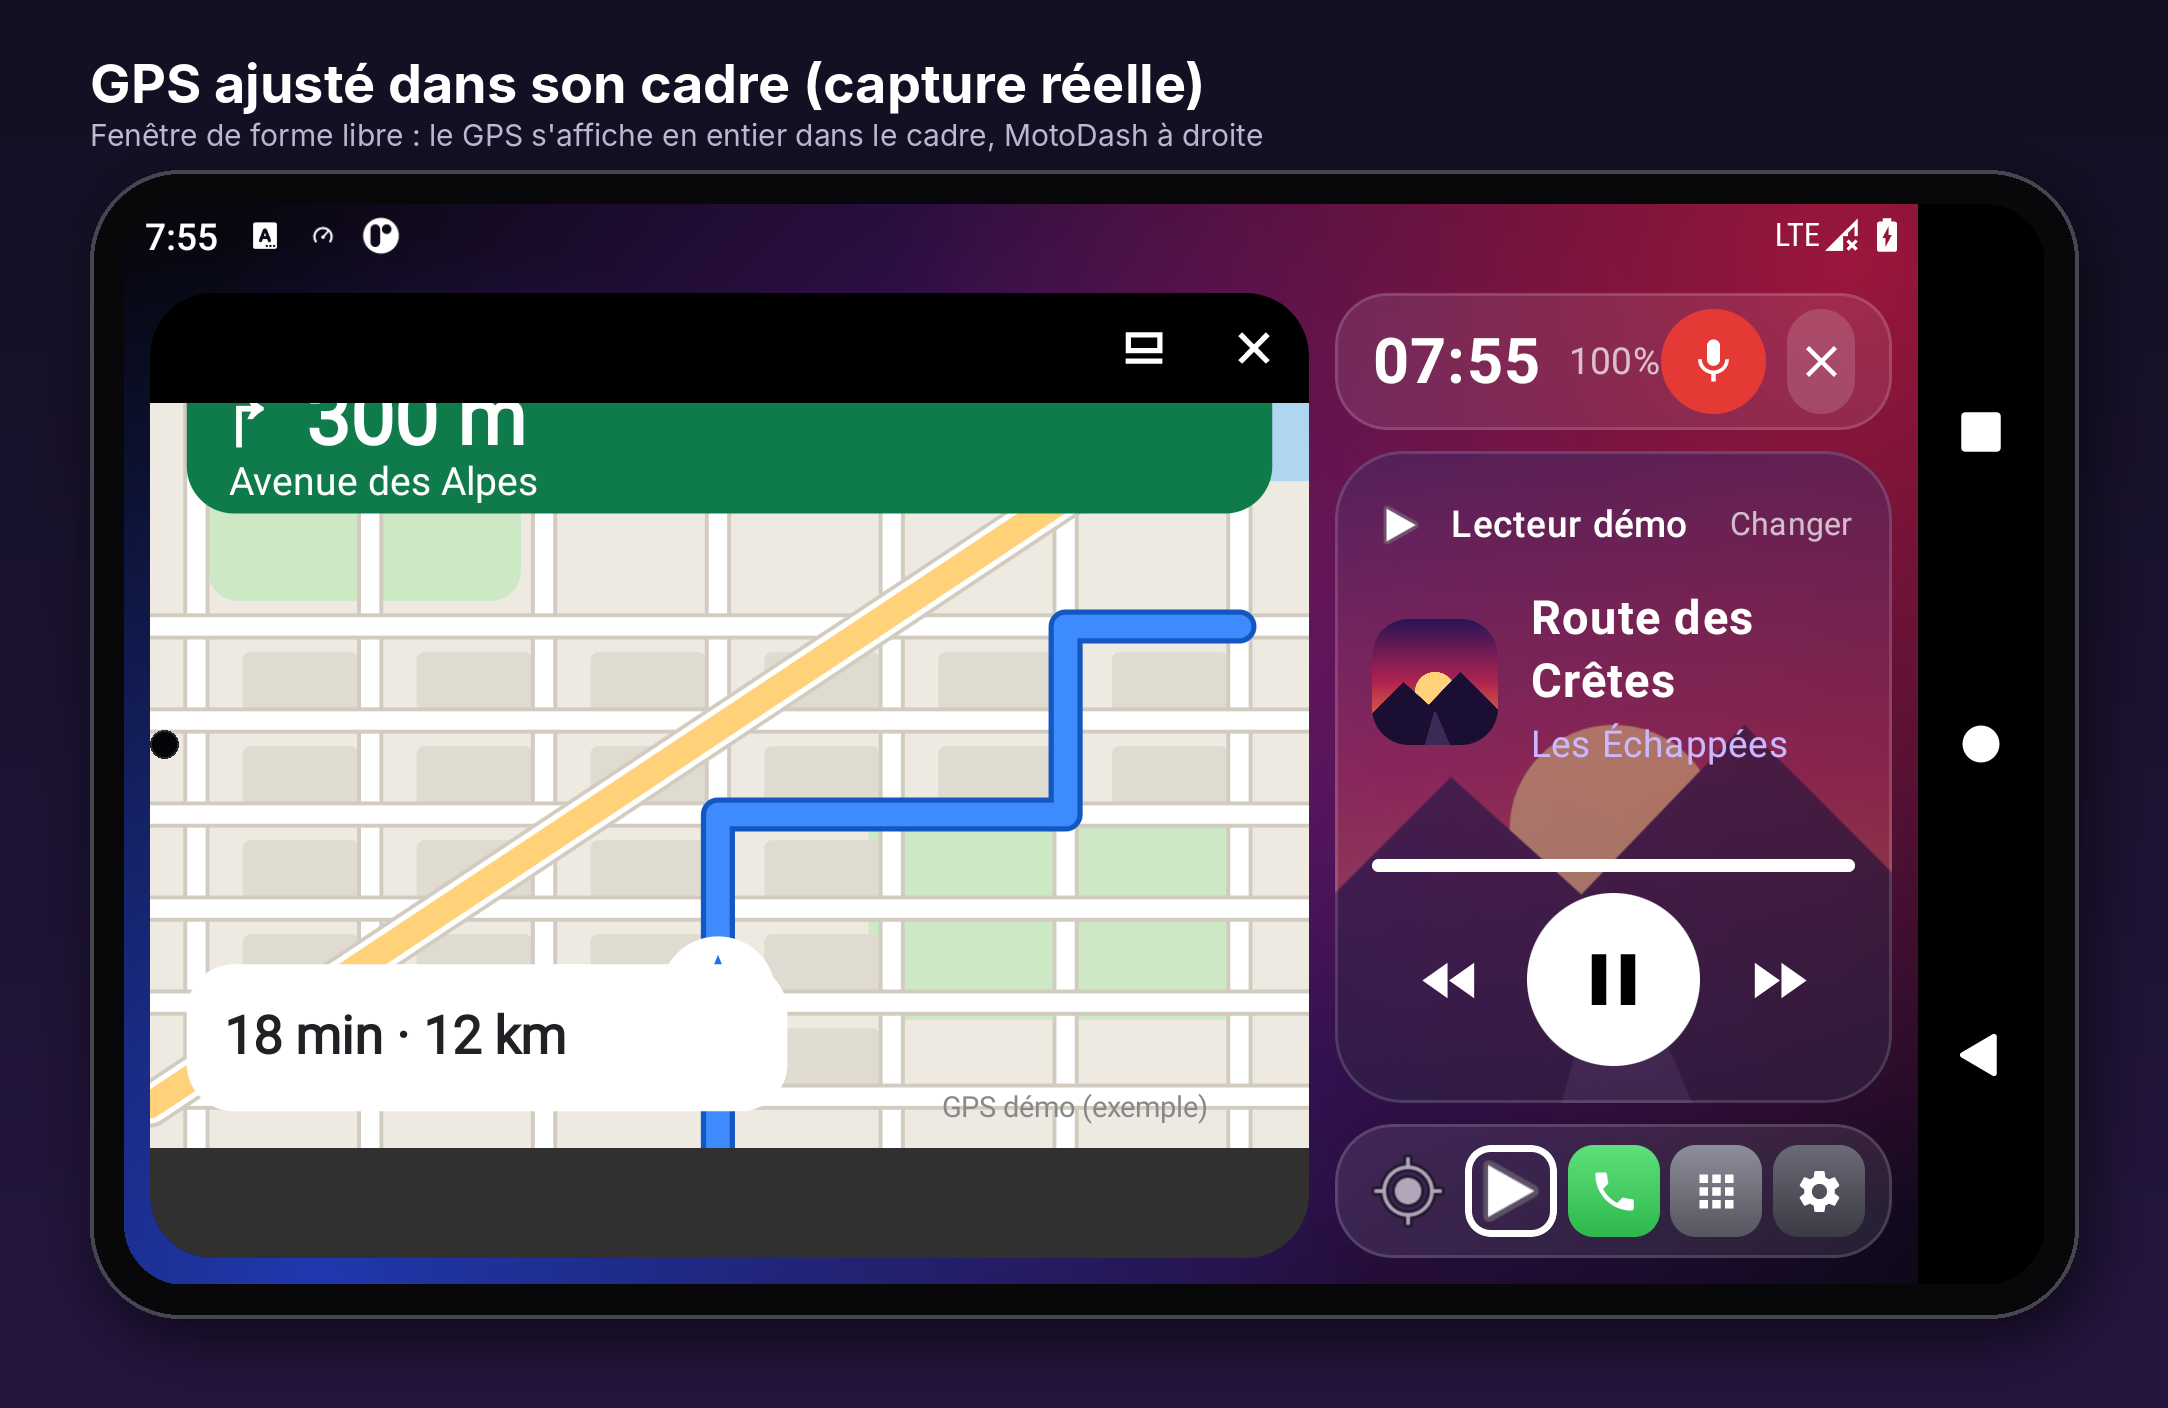 GPS ajusté dans son cadre (capture réelle)
Fenêtre de forme libre : le GPS s'affiche en entier dans le cadre, MotoDash à droite
7:55
A
LTE
300 m
Avenue des Alpes
18 min · 12 km
GPS démo (exemple)
07:55 100%
Lecteur démo Changer
Route des
Crêtes
Les Échappées